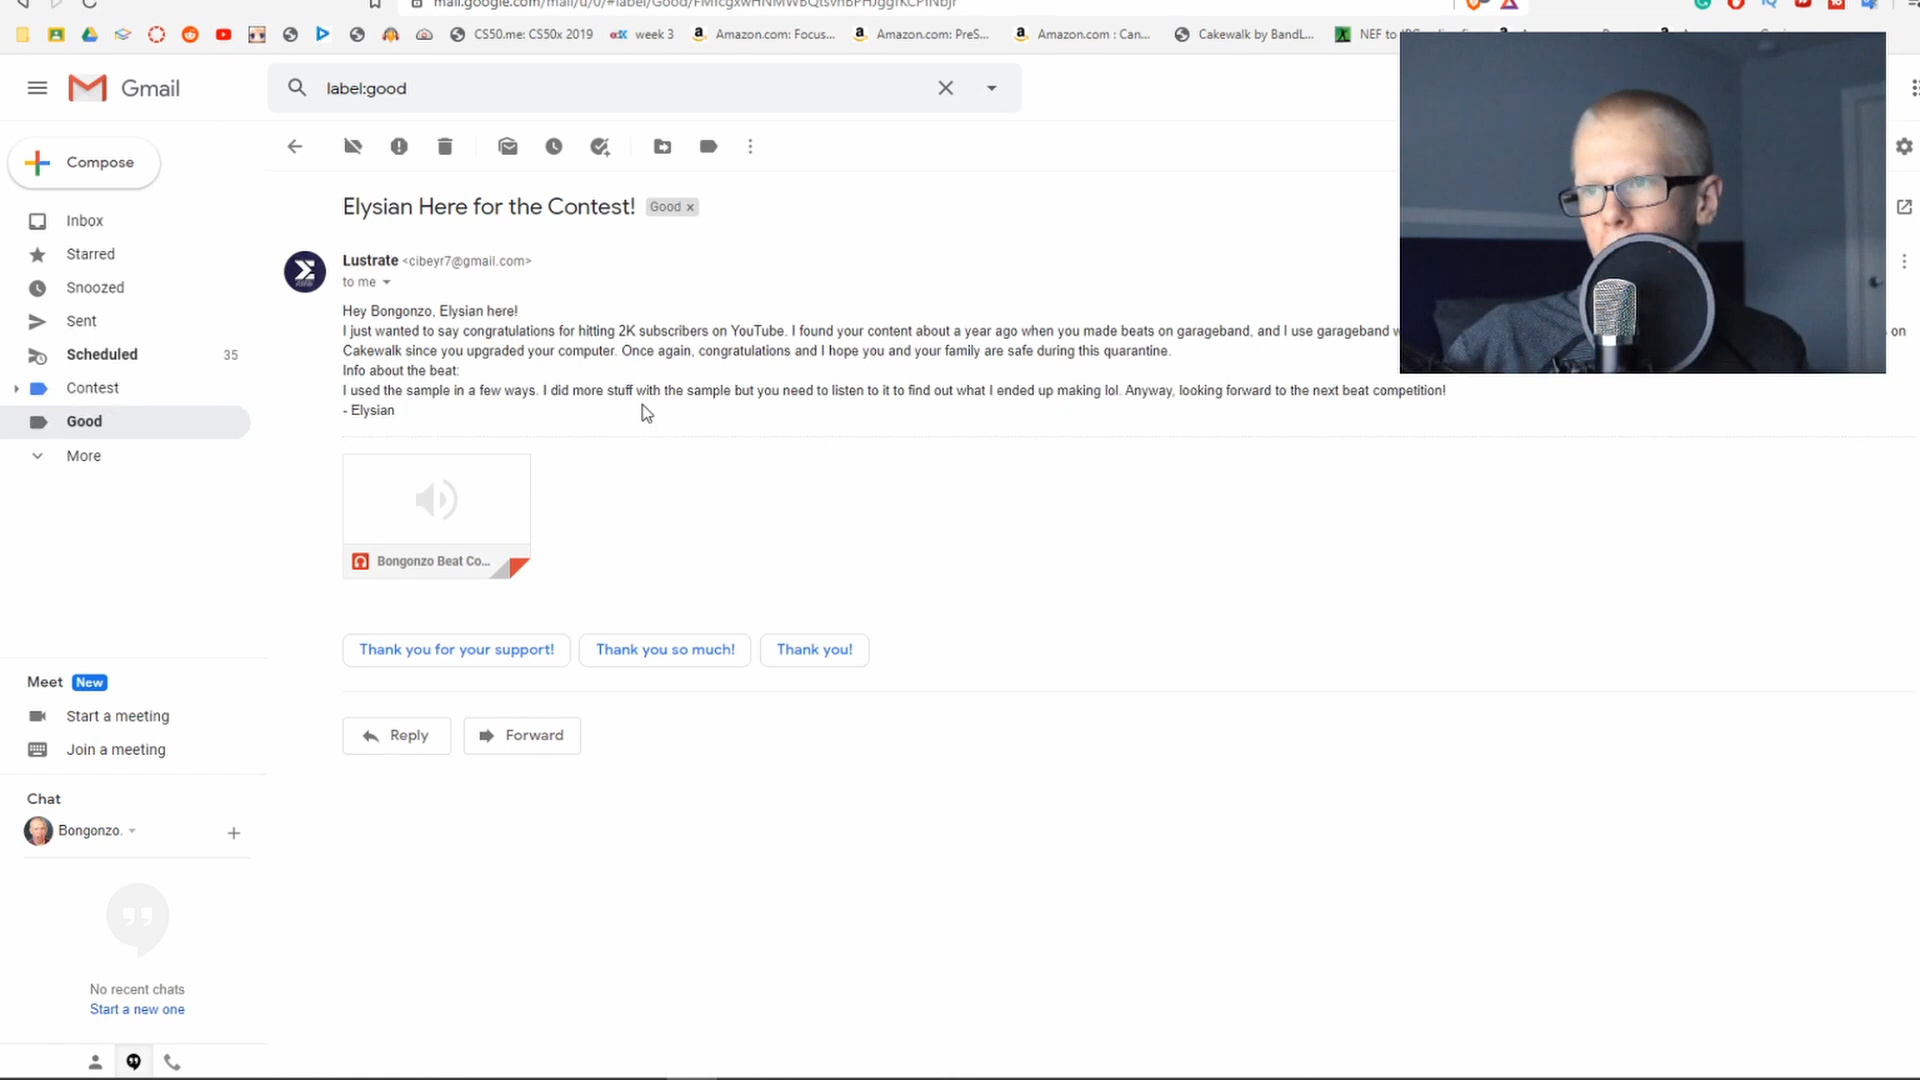 CS50.me: CS50x 2019
edX
week 3
Amazon.com: Focus...
Amazon.com: PreS...
Amazon.com : Can...
Cakewalk by BandL...
Gmail
label:good
Compose
Inbox
Starred
Snoozed
Sent
Scheduled 35
Contest
Good
More
Elysian Here for the Contest!
Good x
Lustrate <cibeyr7@gmail.com>
to me
Hey Bongonzo, Elysian here!
I just wanted to say congratulations for hitting 2K subscribers on YouTube. I found your content about a year ago when you made beats on garageband, and I use garageband on
Cakewalk since you upgraded your computer. Once again, congratulations and I hope you and your family are safe during this quarantine.
Info about the beat:
I used the sample in a few ways. I did more stuff with the sample but you need to listen to it to find out what I ended up making lol. Anyway, looking forward to the next beat competition!
- Elysian
Bongonzo Beat Co...
Thank you for your support!
Thank you so much!
Thank you!
Reply
Forward
Meet New
Start a meeting
Join a meeting
Chat
Bongonzo.
No recent chats
Start a new one